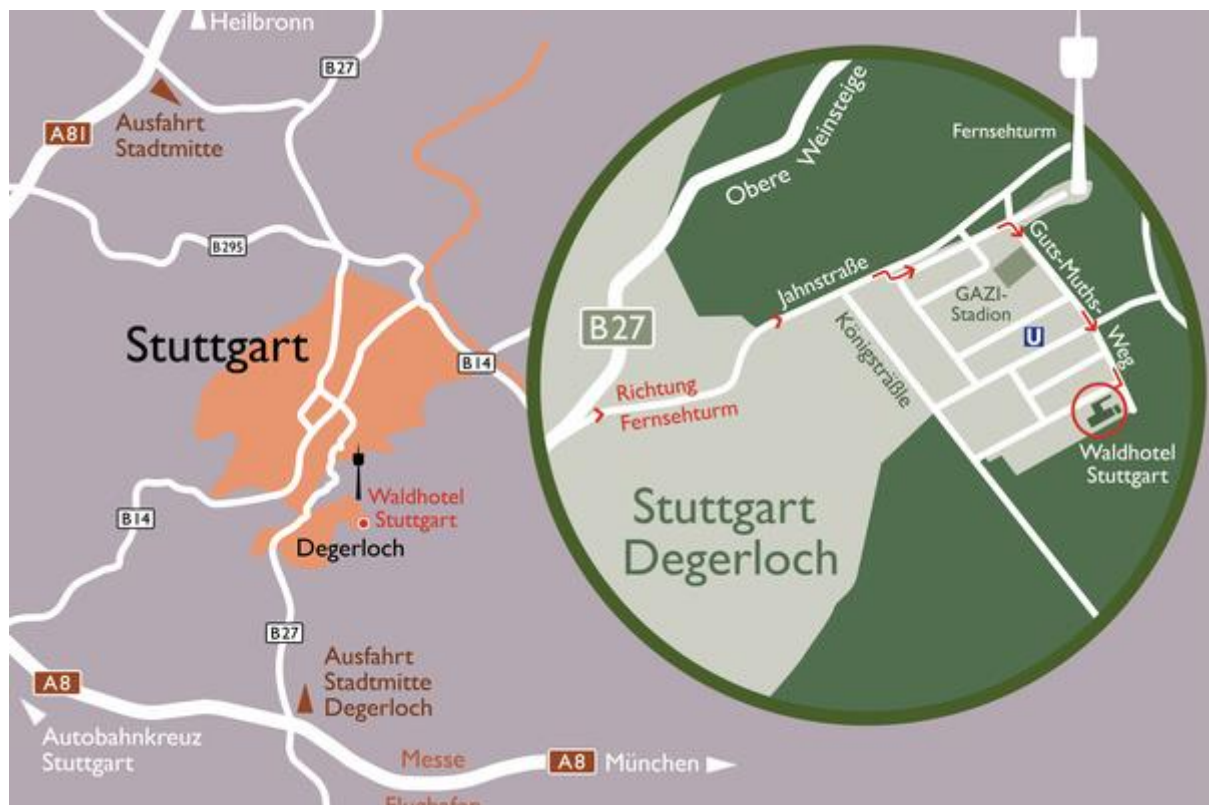 Heilbronn
B27
A81
Ausfahrt
Stadtmitte
B295
Stuttgart
B14
Waldhotel
Stuttgart
Degerloch
B14
B27
Ausfahrt
Stadtmitte
Degerloch
A8
Autobahnkreuz
Stuttgart
Messe
Flughafen
A8 München
Fernsehturm
Obere Weinsteige
Jahnstraße
Guts-Muths-
Weg
GAZI-
Stadion
U
B27
Königsträßle
Richtung
Fernsehturm
Waldhotel
Stuttgart
Stuttgart
Degerloch